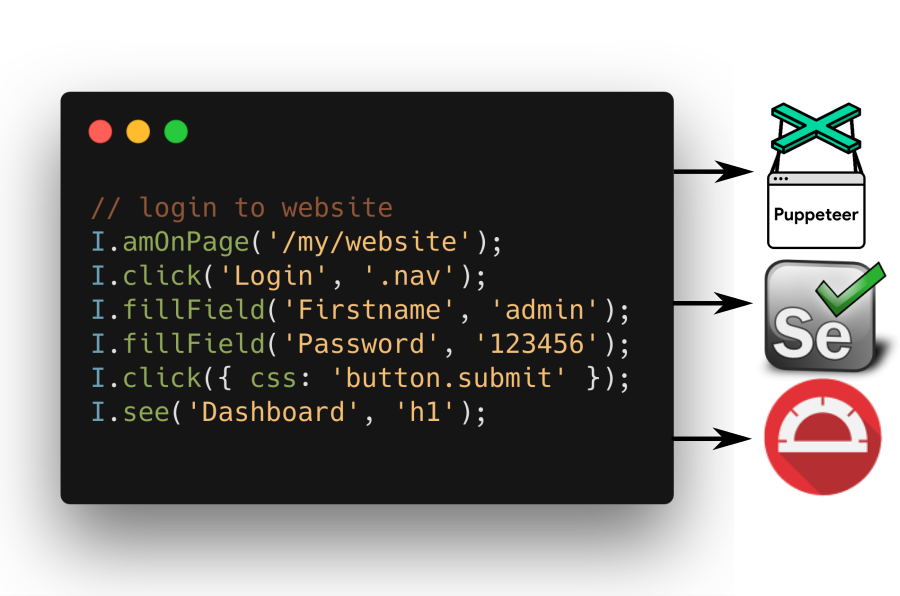 // login to website
I.amOnPage('/my/website');
I.click('Login', '.nav');
I.fillField('Firstname', 'admin');
I.fillField('Password', '123456');
I.click({ css: 'button.submit' });
I.see('Dashboard', 'h1');
Puppeteer
Se